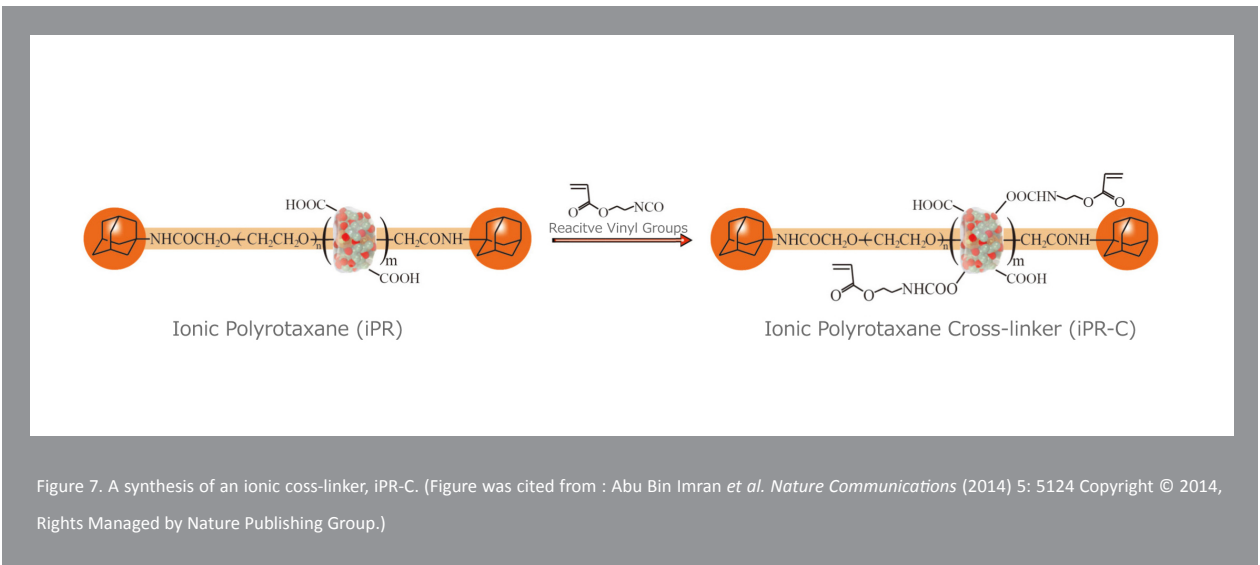 HOOC
OOCHN
O
O
O
O
NCO
HOOC
Reacitve Vinyl Groups
NHCOCH₂O(CH₂CH₂O)n
m
CH₂CONH
NHCOCH₂O(CH₂CH₂O)n
m
CH₂CONH
COOH
O
O
NHCOO
COOH
Ionic Polyrotaxane (iPR)
Ionic Polyrotaxane Cross-linker (iPR-C)
Figure 7. A synthesis of an ionic coss-linker, iPR-C. (Figure was cited from : Abu Bin Imran et al. Nature Communications (2014) 5: 5124 Copyright © 2014,
Rights Managed by Nature Publishing Group.)